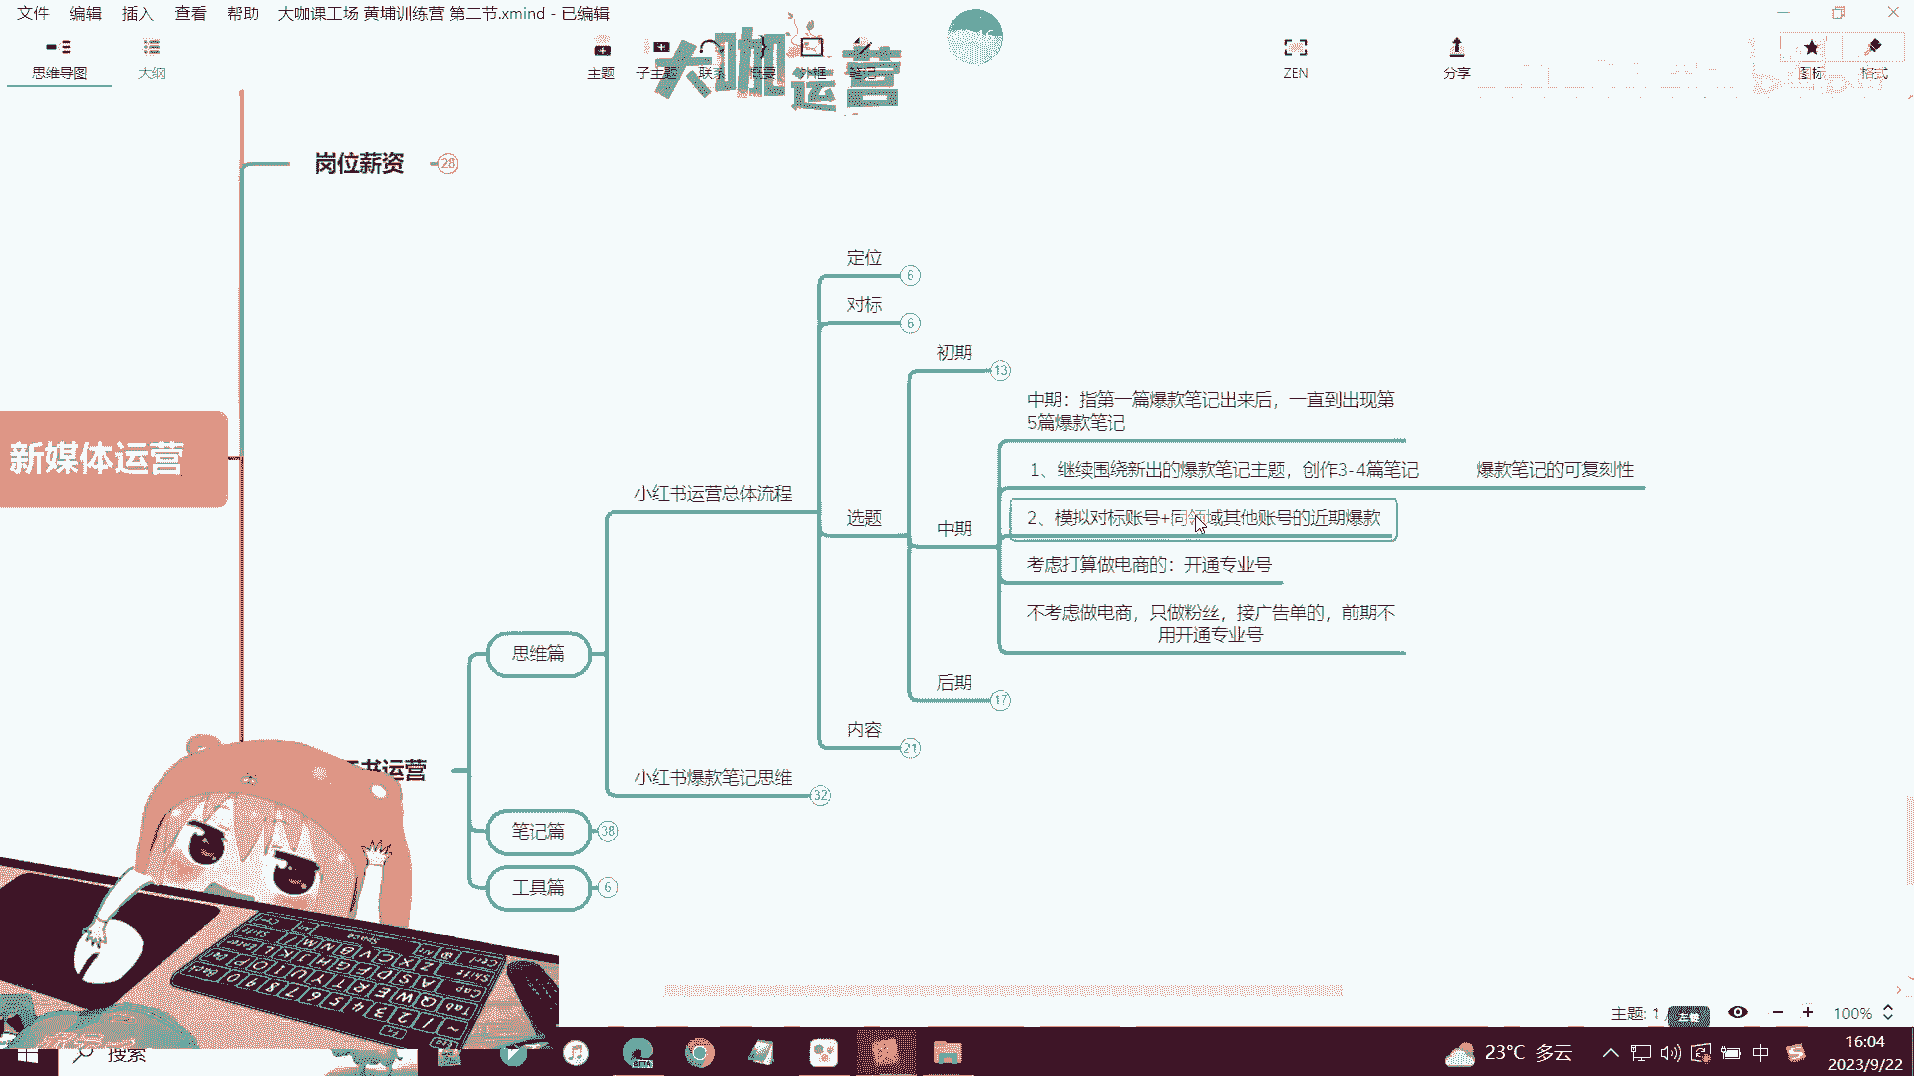 文件 编辑 插入 查看 帮助 大咖课工场 黄埔训练营 第二节.xmind - 已编辑
思维导图 大纲 主题 子主题 联系 概要 外框 笔记 ZEN 分享 图标 格式
大咖
运营
岗位薪资 28
定位 6
对标 6
初期 13
中期：指第一篇爆款笔记出来后，一直到出现第
5篇爆款笔记
新媒体运营
1、继续围绕新出的爆款笔记主题，创作3-4篇笔记 爆款笔记的可复刻性
小红书运营总体流程
选题
中期
2、模拟对标账号+同领域其他账号的近期爆款
考虑打算做电商的：开通专业号
不考虑做电商，只做粉丝，接广告单的，前期不
用开通专业号
思维篇
后期 17
内容 21
书运营
小红书爆款笔记思维 32
笔记篇 38
工具篇 6
主题: 1 / 左键 100%
搜索
BETA
23°C 多云
中
16:04
2023/9/22